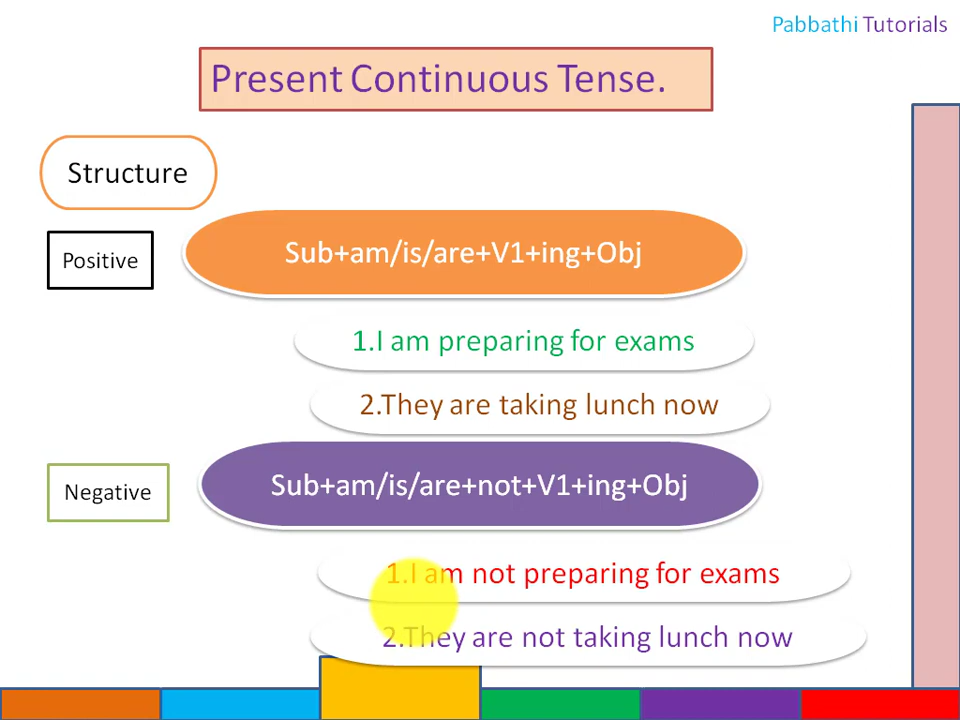 Pabbathi Tutorials
Present Continuous Tense.
Structure
Positive
Sub+am/is/are+V1+ing+Obj
1.I am preparing for exams
2.They are taking lunch now
Negative
Sub+am/is/are+not+V1+ing+Obj
1.I am not preparing for exams
2.They are not taking lunch now